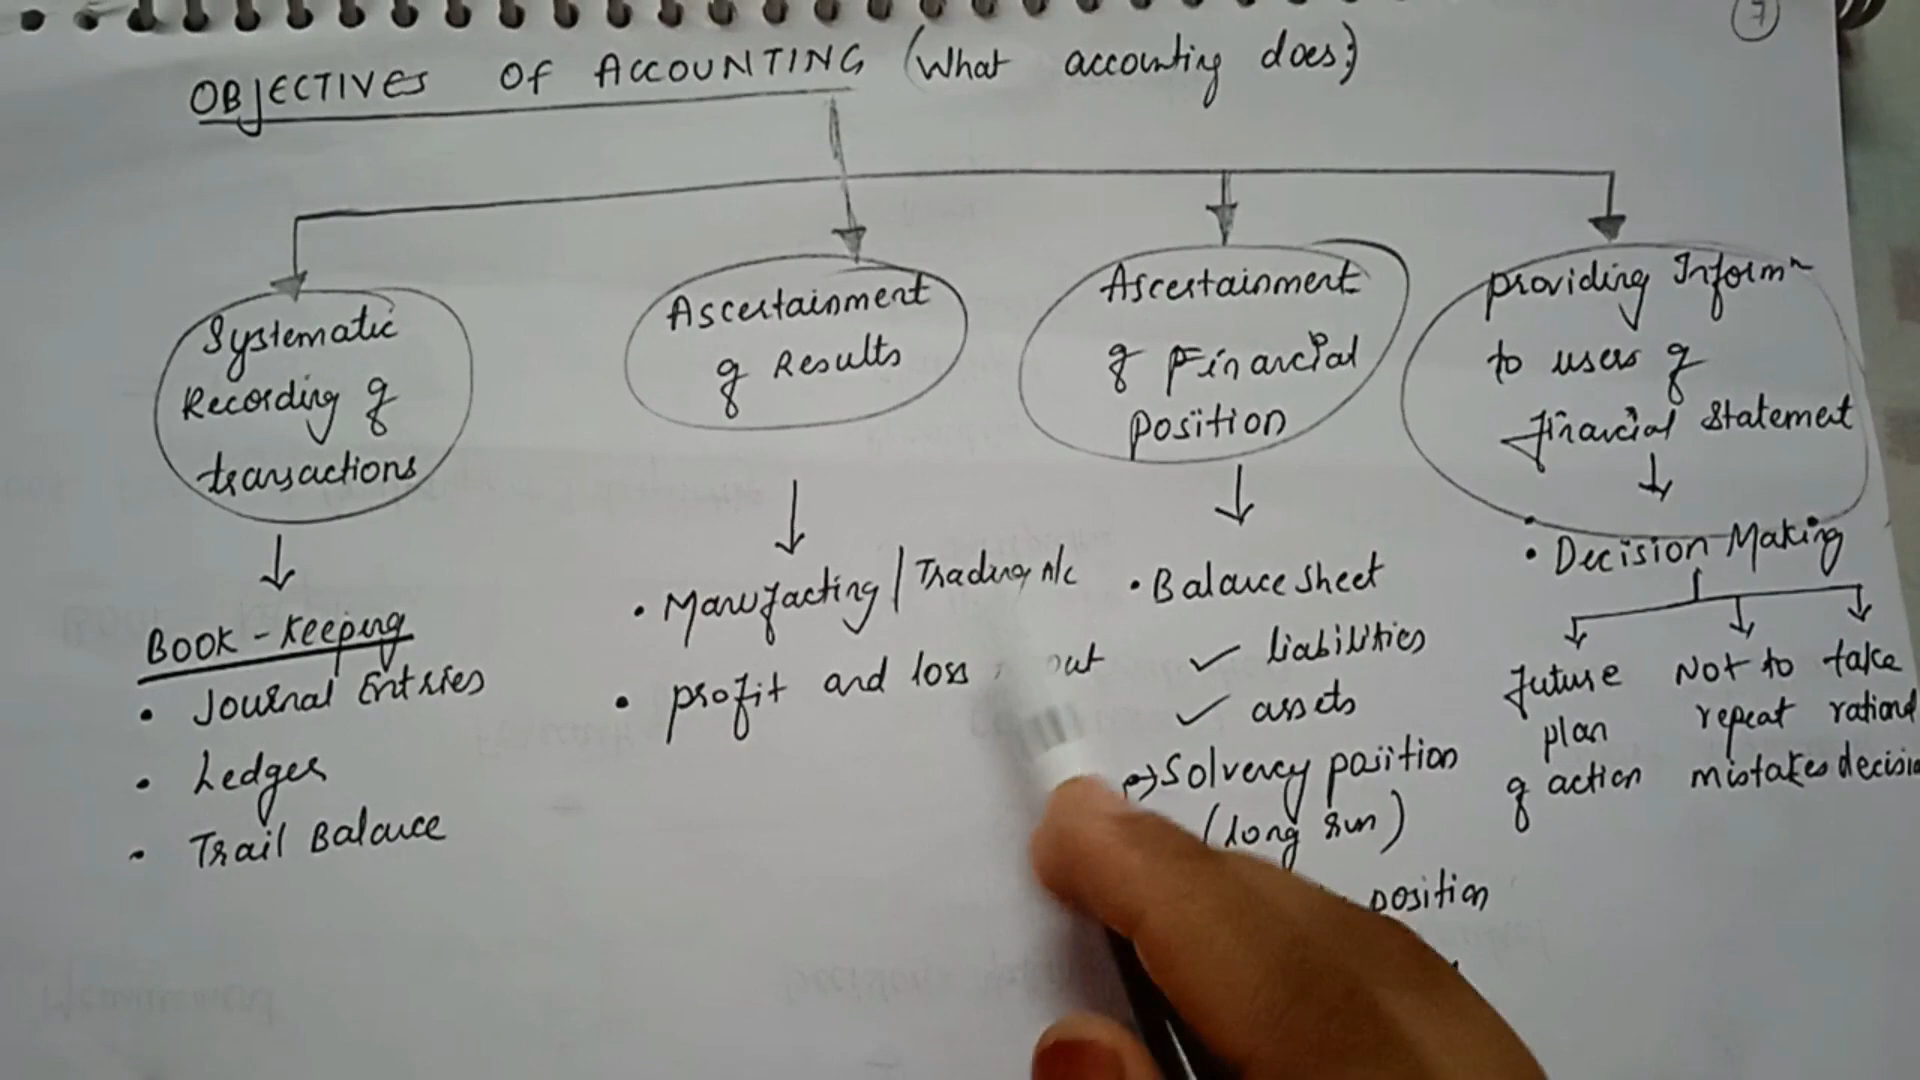 7
OBJECTIVES OF ACCOUNTING (What accounting does?)
Systematic
Recording of
transactions
BOOK-Keeping
• Journal Entries
• Ledger
• Trail Balance
Ascertainment
of Results
• Manufacting/Trading A/c
• profit and loss
Ascertainment
of Financial
Position
• Balance sheet
✓ liabilities
✓ assets
Solvency position
(long run)
position
providing Informn
to users of
financial statement
• Decision Making
future
plan
of action
Not to
repeat
mistakes
take
rational